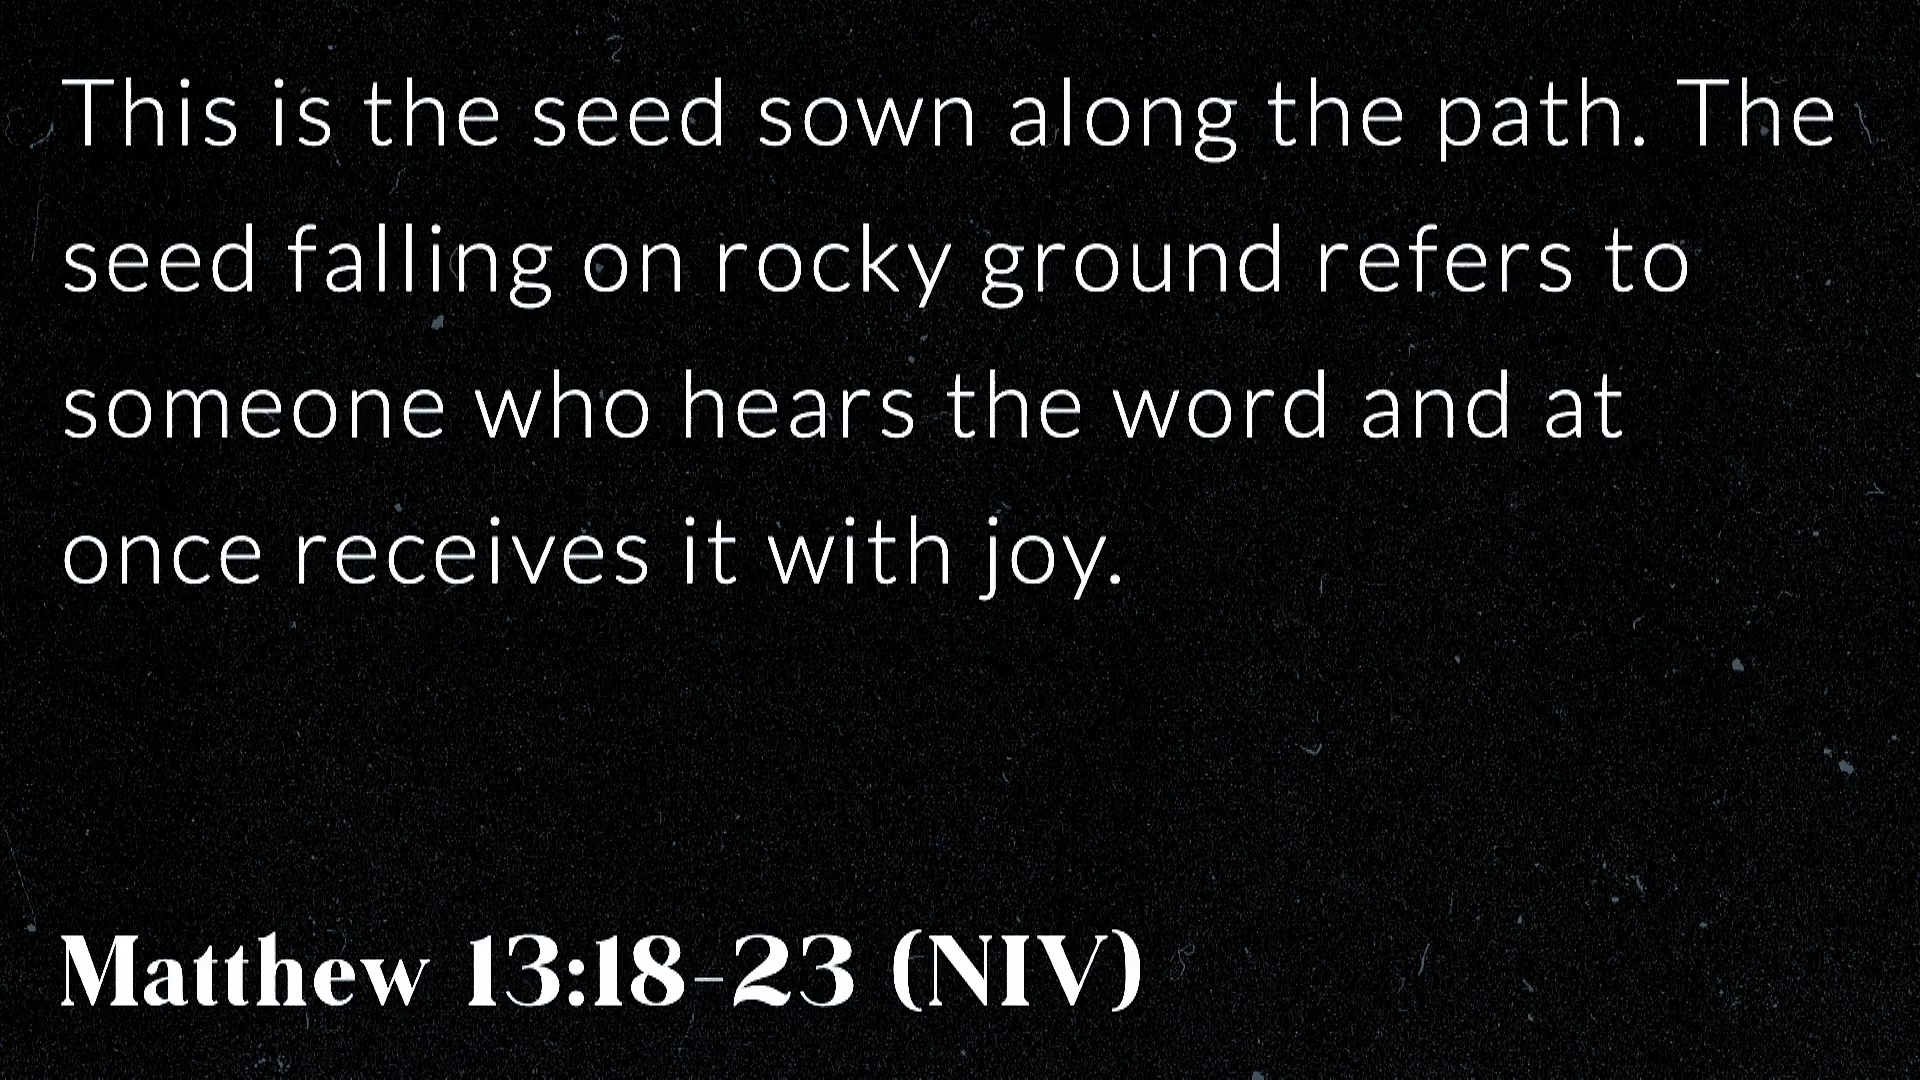 This is the seed sown along the path. The
seed falling on rocky ground refers to
someone who hears the word and at
once receives it with joy.
Matthew 13:18-23 (NIV)